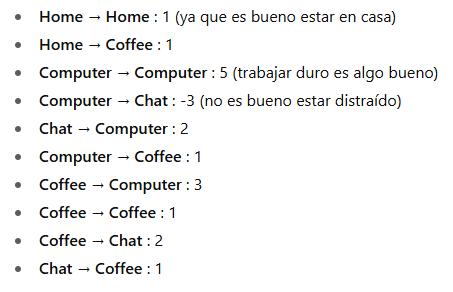 • Home → Home : 1 (ya que es bueno estar en casa)
• Home → Coffee : 1
• Computer → Computer : 5 (trabajar duro es algo bueno)
• Computer → Chat : -3 (no es bueno estar distraído)
• Chat → Computer : 2
• Computer → Coffee : 1
• Coffee → Computer : 3
• Coffee → Coffee : 1
• Coffee → Chat : 2
• Chat → Coffee : 1